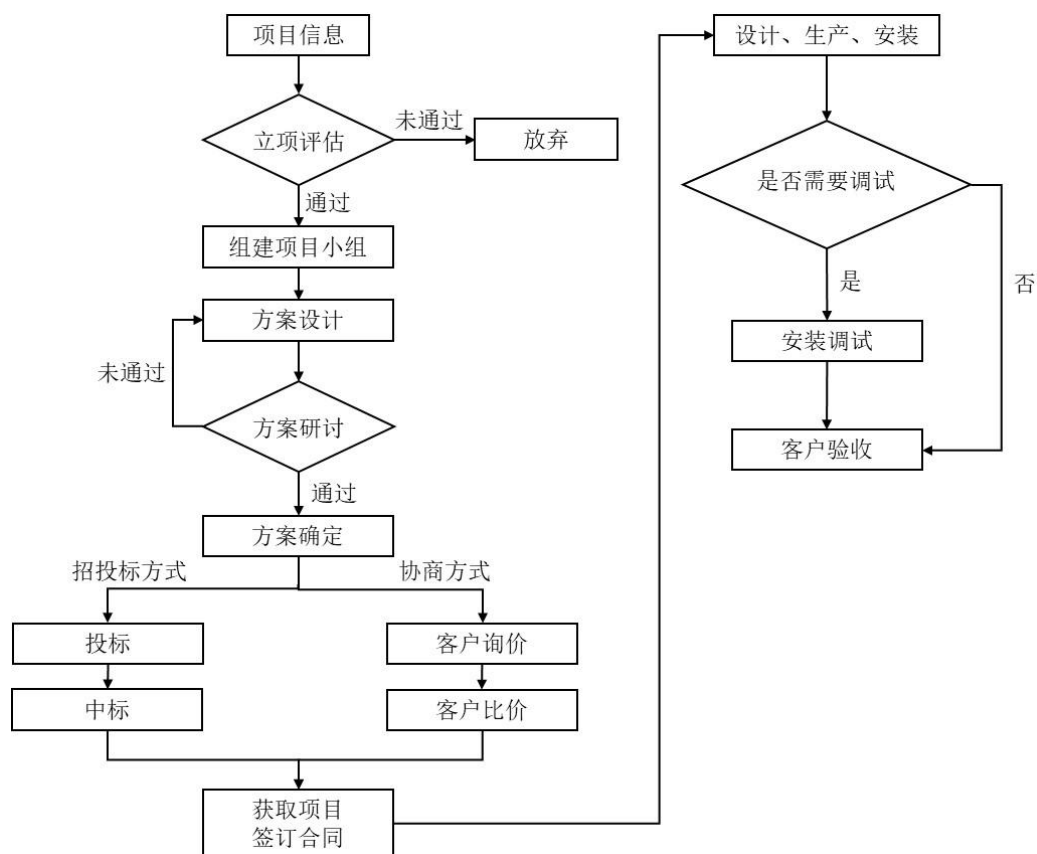 项目信息
立项评估
未通过
放弃
通过
组建项目小组
方案设计
未通过
方案研讨
通过
方案确定
招投标方式
协商方式
投标
客户询价
中标
客户比价
获取项目
签订合同
设计、生产、安装
是否需要调试
是
否
安装调试
客户验收